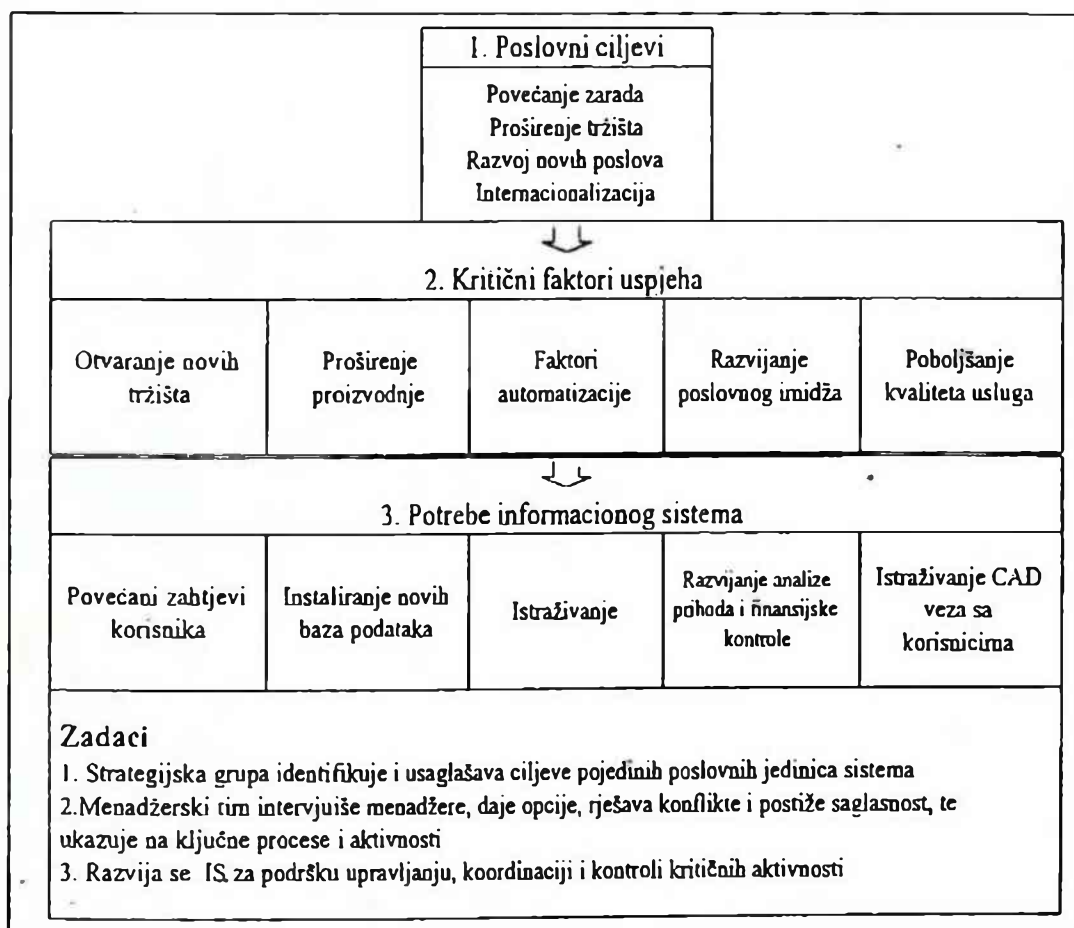 1. Poslovni ciljevi
Povećanje zarada
Proširenje tržišta
Razvoj novih poslova
Internacionalizacija
2. Kritični faktori uspjeha
Otvaranje novih
tržišta
Proširenje
proizvodnje
Faktori
automatizacije
Razvijanje
poslovnog imidža
Poboljšanje
kvaliteta usluga
3. Potrebe informacionog sistema
Povećani zahtjevi
korisnika
Instaliranje novih
baza podataka
Istraživanje
Razvijanje analize
prihoda i finansijske
kontrole
Istraživanje CAD
veza sa
korisnicima
Zadaci
1. Strategijska grupa identifikuje i usaglašava ciljeve pojedinih poslovnih jedinica sistema
2.Menadžerski tim intervjuiše menadžere, daje opcije, rješava konflikte i postiže saglasnost, te
ukazuje na ključne procese i aktivnosti
3. Razvija se IS za podršku upravljanju, koordinaciji i kontroli kritičnih aktivnosti